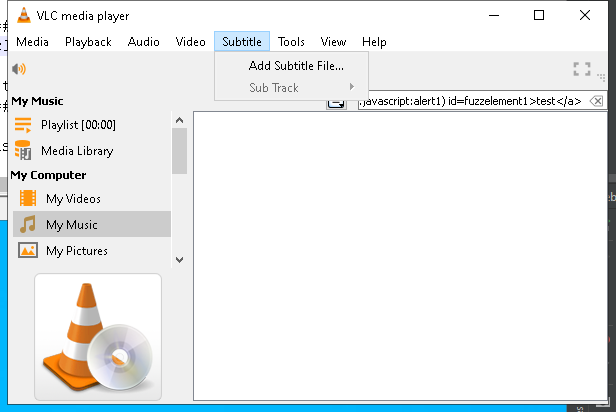 VLC media player
Media Playback Audio Video Subtitle Tools View Help
Add Subtitle File...
Sub Track
javascript:alert1) id=fuzzelement1>test</a>
My Music
Playlist [00:00]
Media Library
My Computer
My Videos
My Music
My Pictures